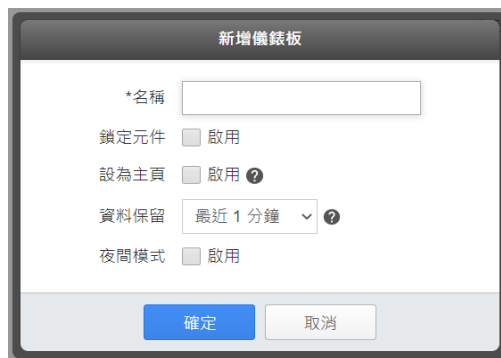 新增儀錶板
*名稱
鎖定元件 啟用
設為主頁 啟用 ?
資料保留 最近 1 分鐘 ?
夜間模式 啟用
確定 取消